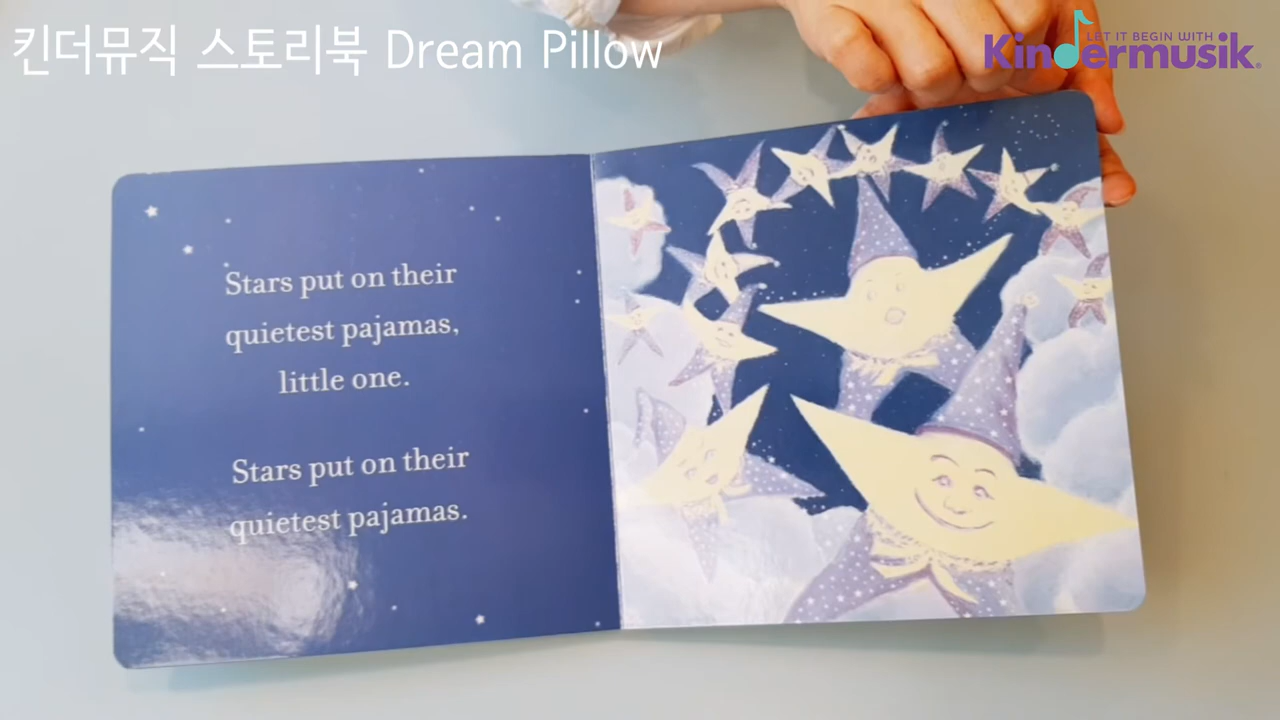 킨더뮤직 스토리북 Dream Pillow
LET IT BEGIN WITH
Kindermusik®
Stars put on their
quietest pajamas,
little one.
Stars put on their
quietest pajamas.